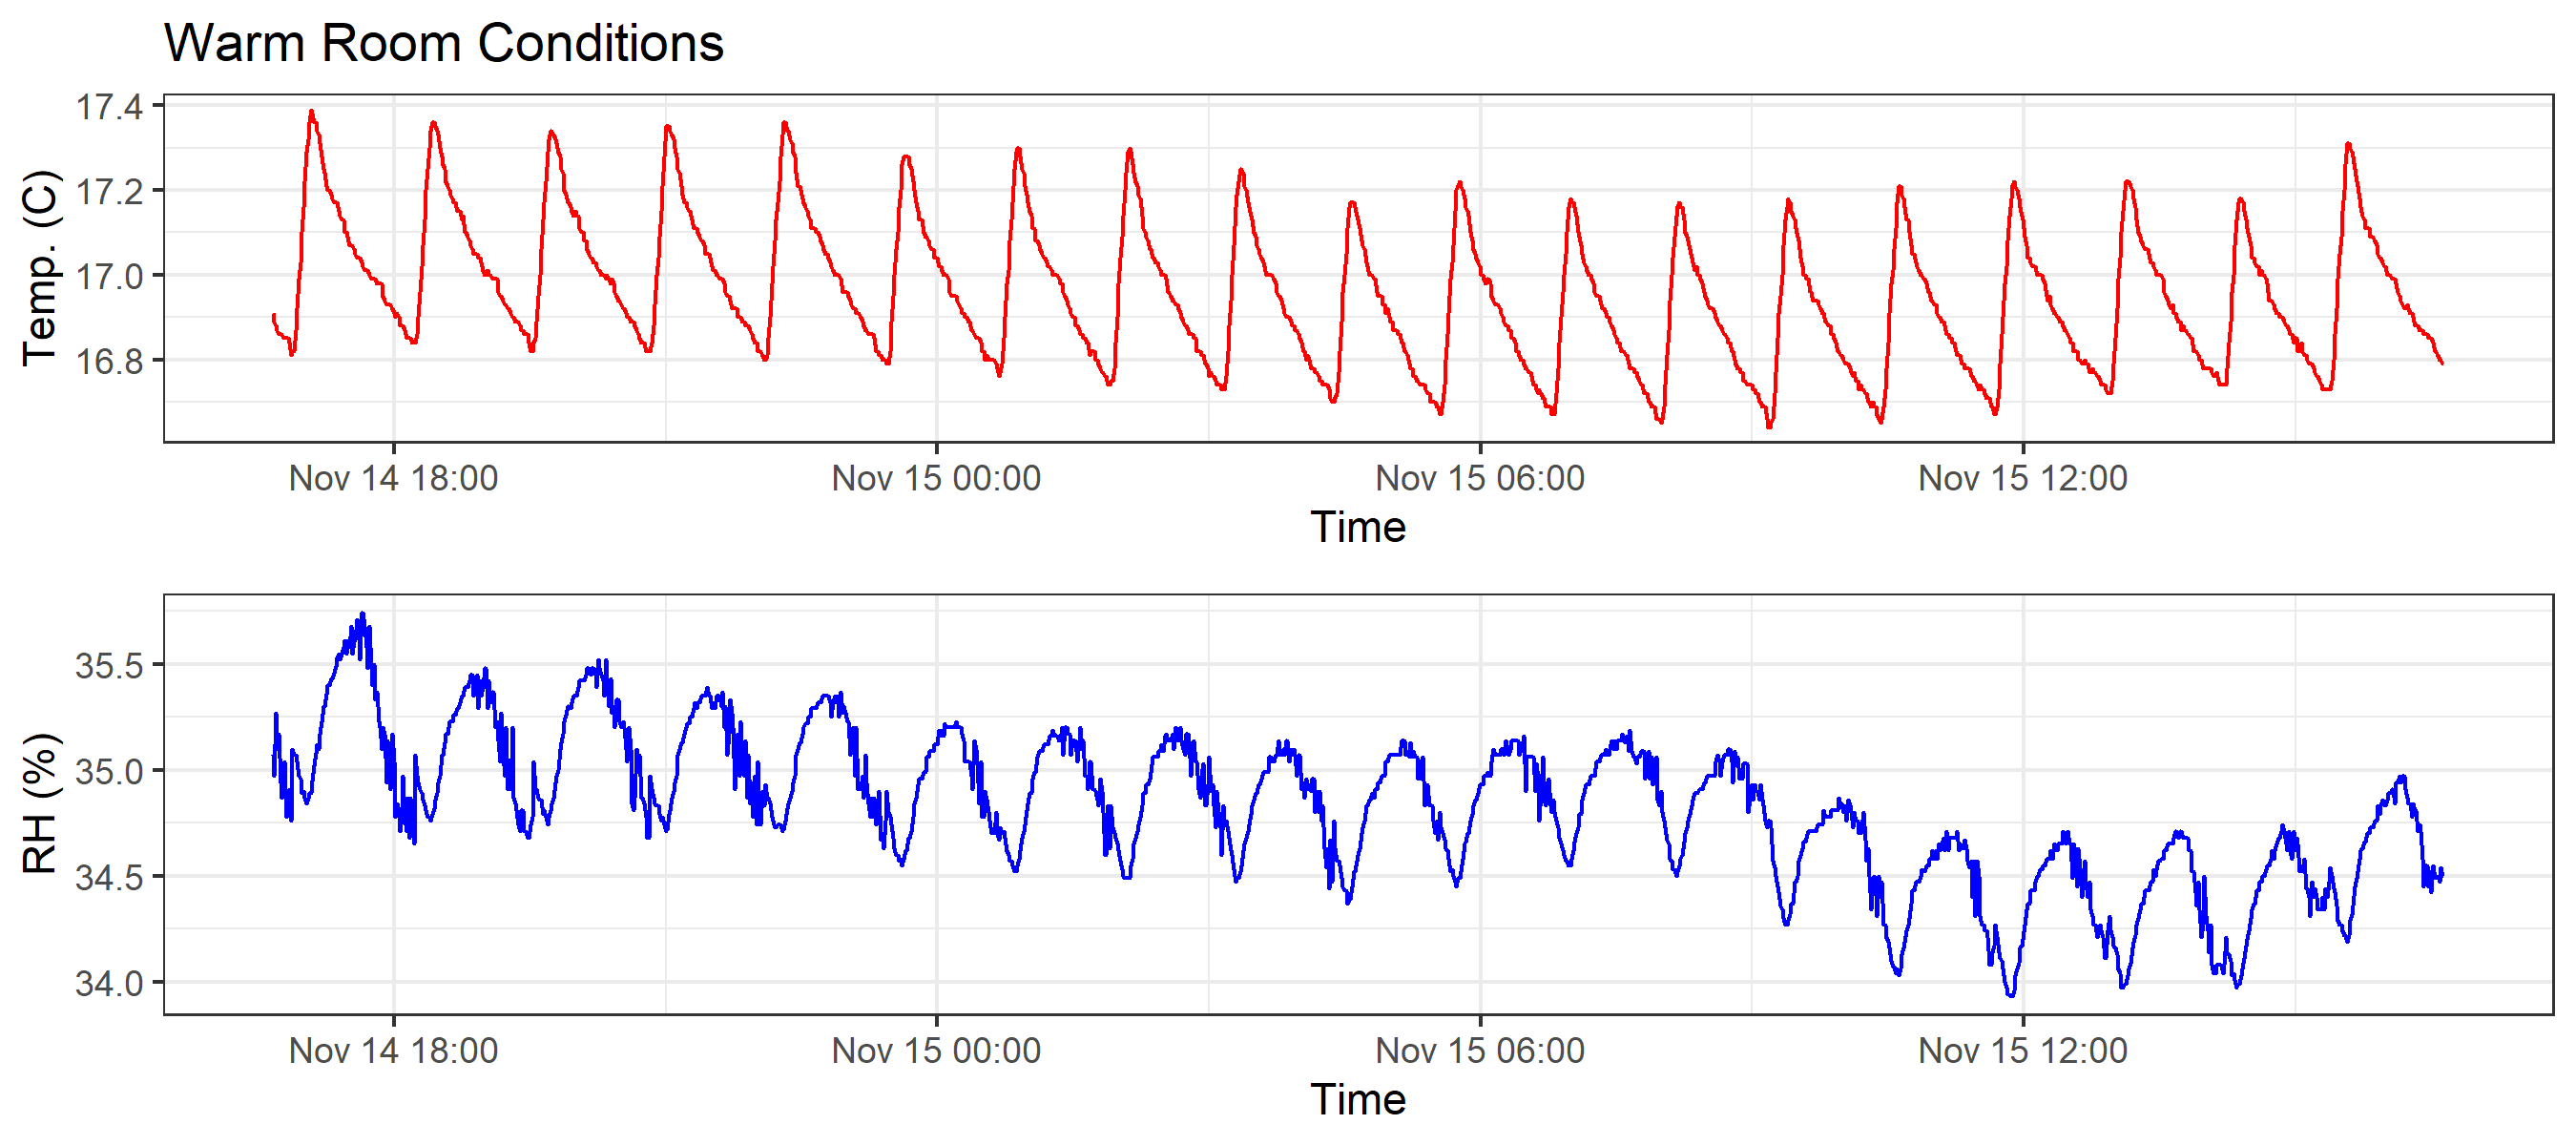 Warm Room Conditions
17.4
17.2
17.0
16.8
Temp. (C)
Nov 14 18:00 Nov 15 00:00 Nov 15 06:00 Nov 15 12:00
Time
35.5
35.0
34.5
34.0
RH (%)
Nov 14 18:00 Nov 15 00:00 Nov 15 06:00 Nov 15 12:00
Time